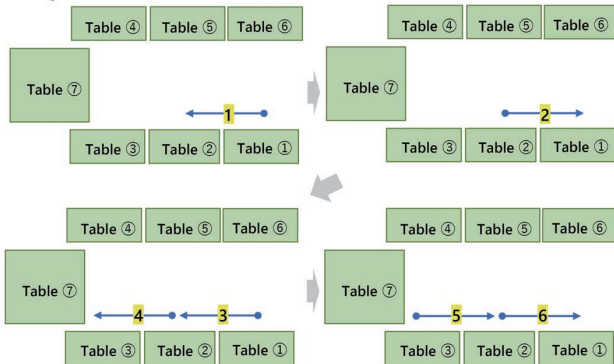 Table ④ Table ⑤ Table ⑥
Table ⑦
1
Table ③ Table ② Table ①
Table ④ Table ⑤ Table ⑥
Table ⑦
2
Table ③ Table ② Table ①
Table ④ Table ⑤ Table ⑥
Table ⑦
4 3
Table ③ Table ② Table ①
Table ④ Table ⑤ Table ⑥
Table ⑦
5 6
Table ③ Table ② Table ①